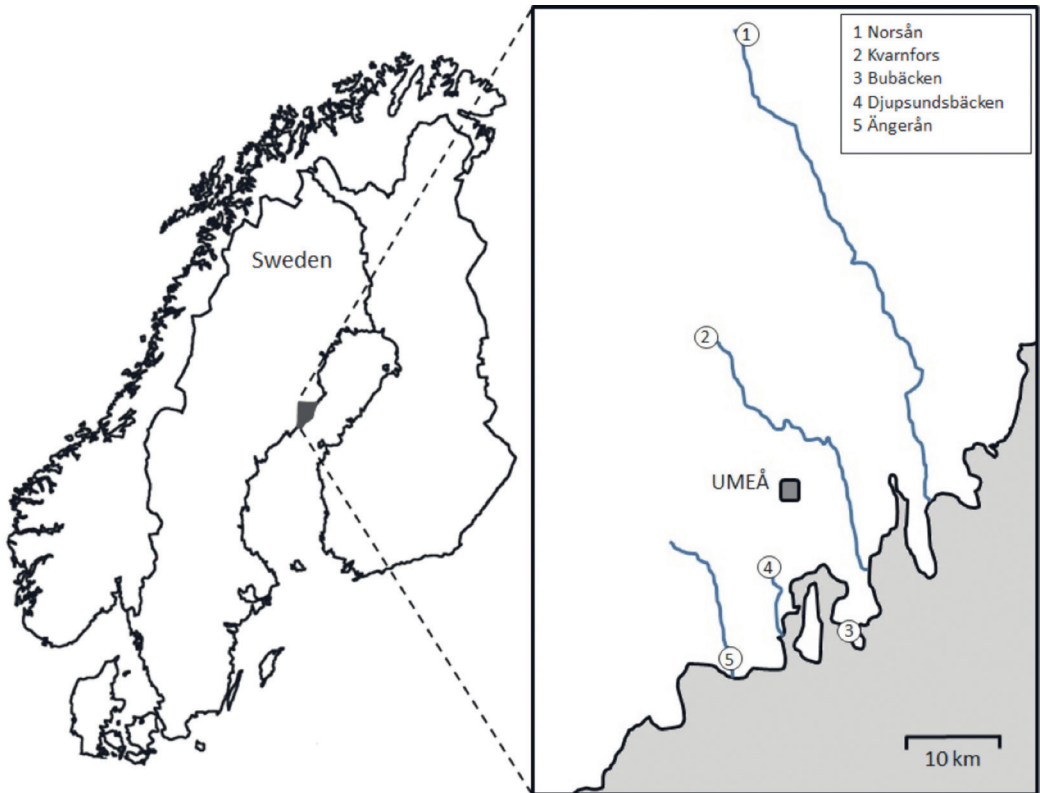 Sweden
1 Norsån
2 Kvarnfors
3 Bubäcken
4 Djupsundsbäcken
5 Ängerån
1
2
UMEÅ
4
3
5
10 km